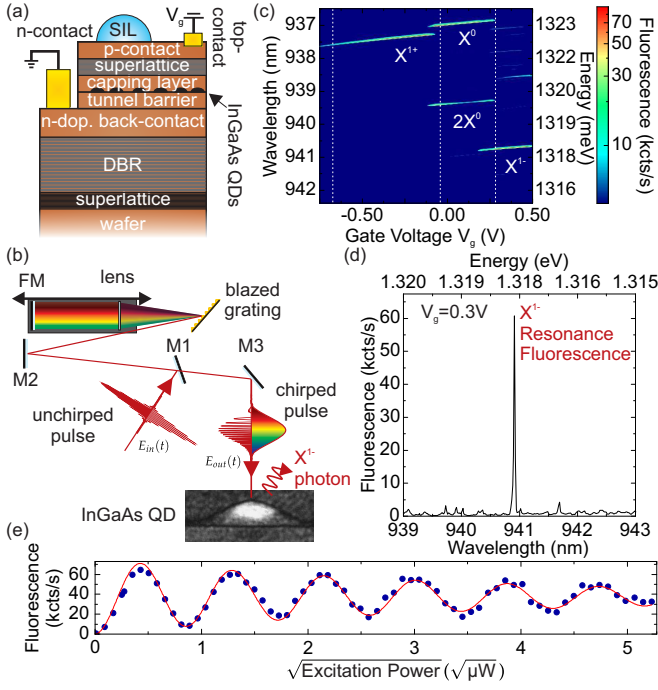 (a)
V_g
n-contact
SIL
top-contact
p-contact
superlattice
capping layer
tunnel barrier
n-dop. back-contact
InGaAs QDs
DBR
superlattice
wafer
(b)
FM
lens
blazed grating
M1
M3
M2
unchirped pulse
chirped pulse
E_in(t)
E_out(t)
X^1- photon
InGaAs QD
(c)
937
938
939
940
941
942
Wavelength (nm)
X^1+
X^0
2X^0
X^1-
-0.50
0.00
0.50
Gate Voltage V_g (V)
1323
1322
1320
1319
1318
1316
Energy (meV)
70
50
30
10
0
Fluorescence (kcts/s)
(d)
Energy (eV)
1.320
1.319
1.318
1.316
1.315
V_g=0.3V
X^1-
Resonance
Fluorescence
70
60
50
40
30
20
10
0
Fluorescence (kcts/s)
939
940
941
942
943
Wavelength (nm)
(e)
Fluorescence (kcts/s)
60
40
20
0
0
1
2
3
4
5
√Excitation Power (√µW)